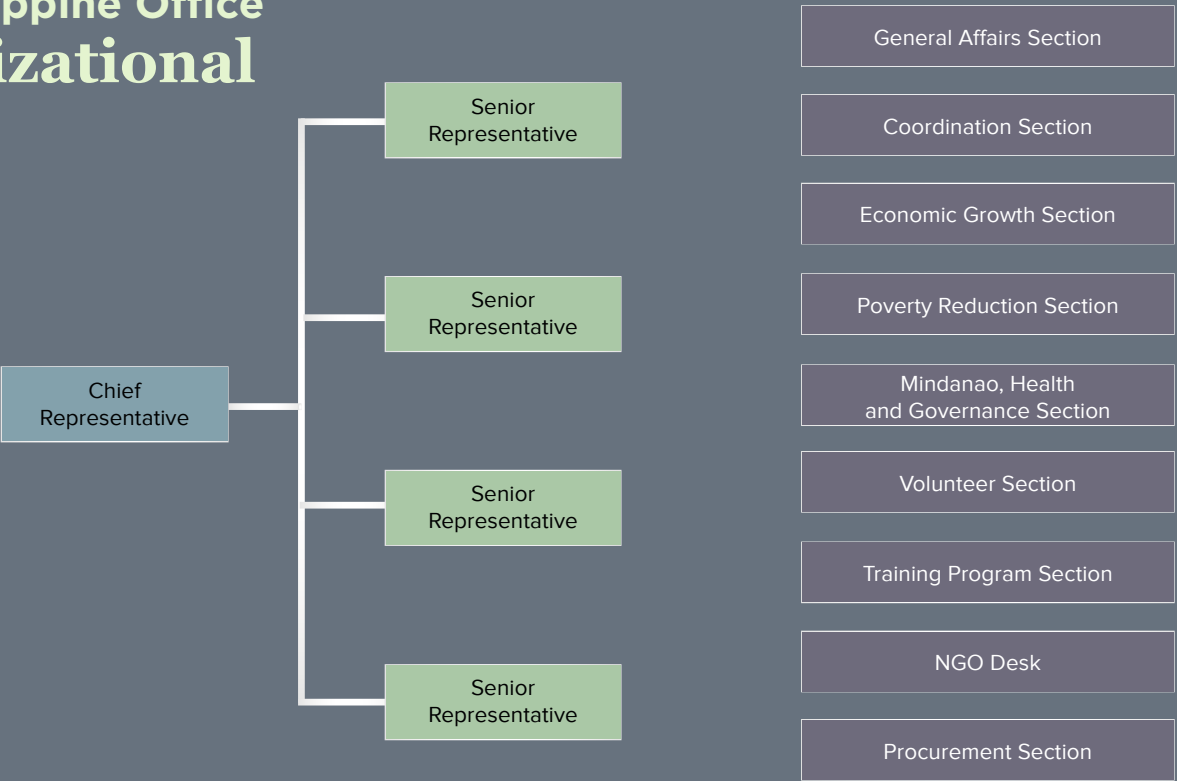 ppine Office
izational
Chief
Representative
Senior
Representative
Senior
Representative
Senior
Representative
Senior
Representative
General Affairs Section
Coordination Section
Economic Growth Section
Poverty Reduction Section
Mindanao, Health
and Governance Section
Volunteer Section
Training Program Section
NGO Desk
Procurement Section